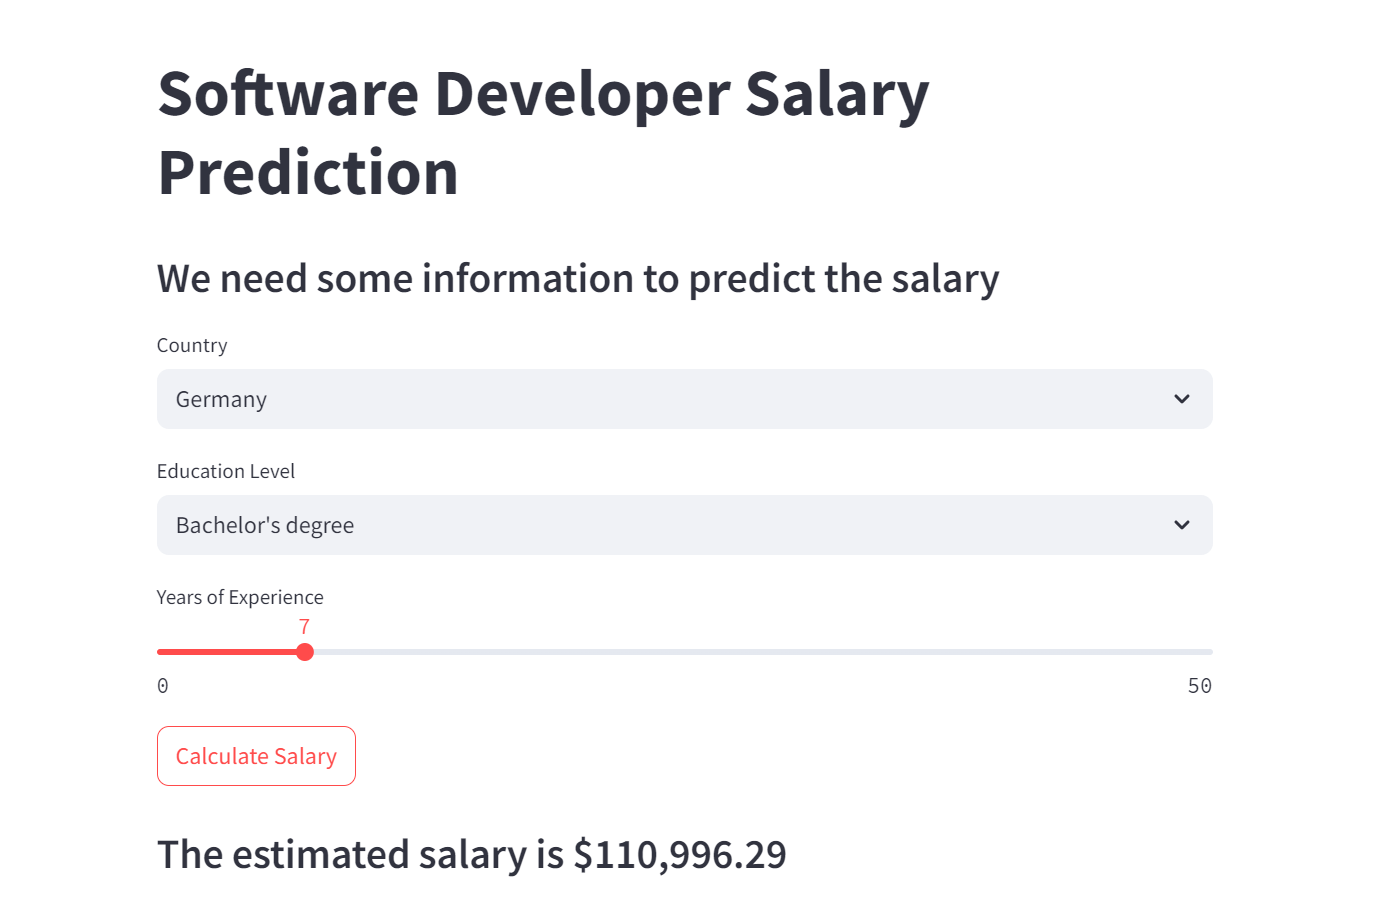 Software Developer Salary
Prediction
We need some information to predict the salary
Country
Germany
Education Level
Bachelor's degree
Years of Experience
7
0 50
Calculate Salary
The estimated salary is $110,996.29